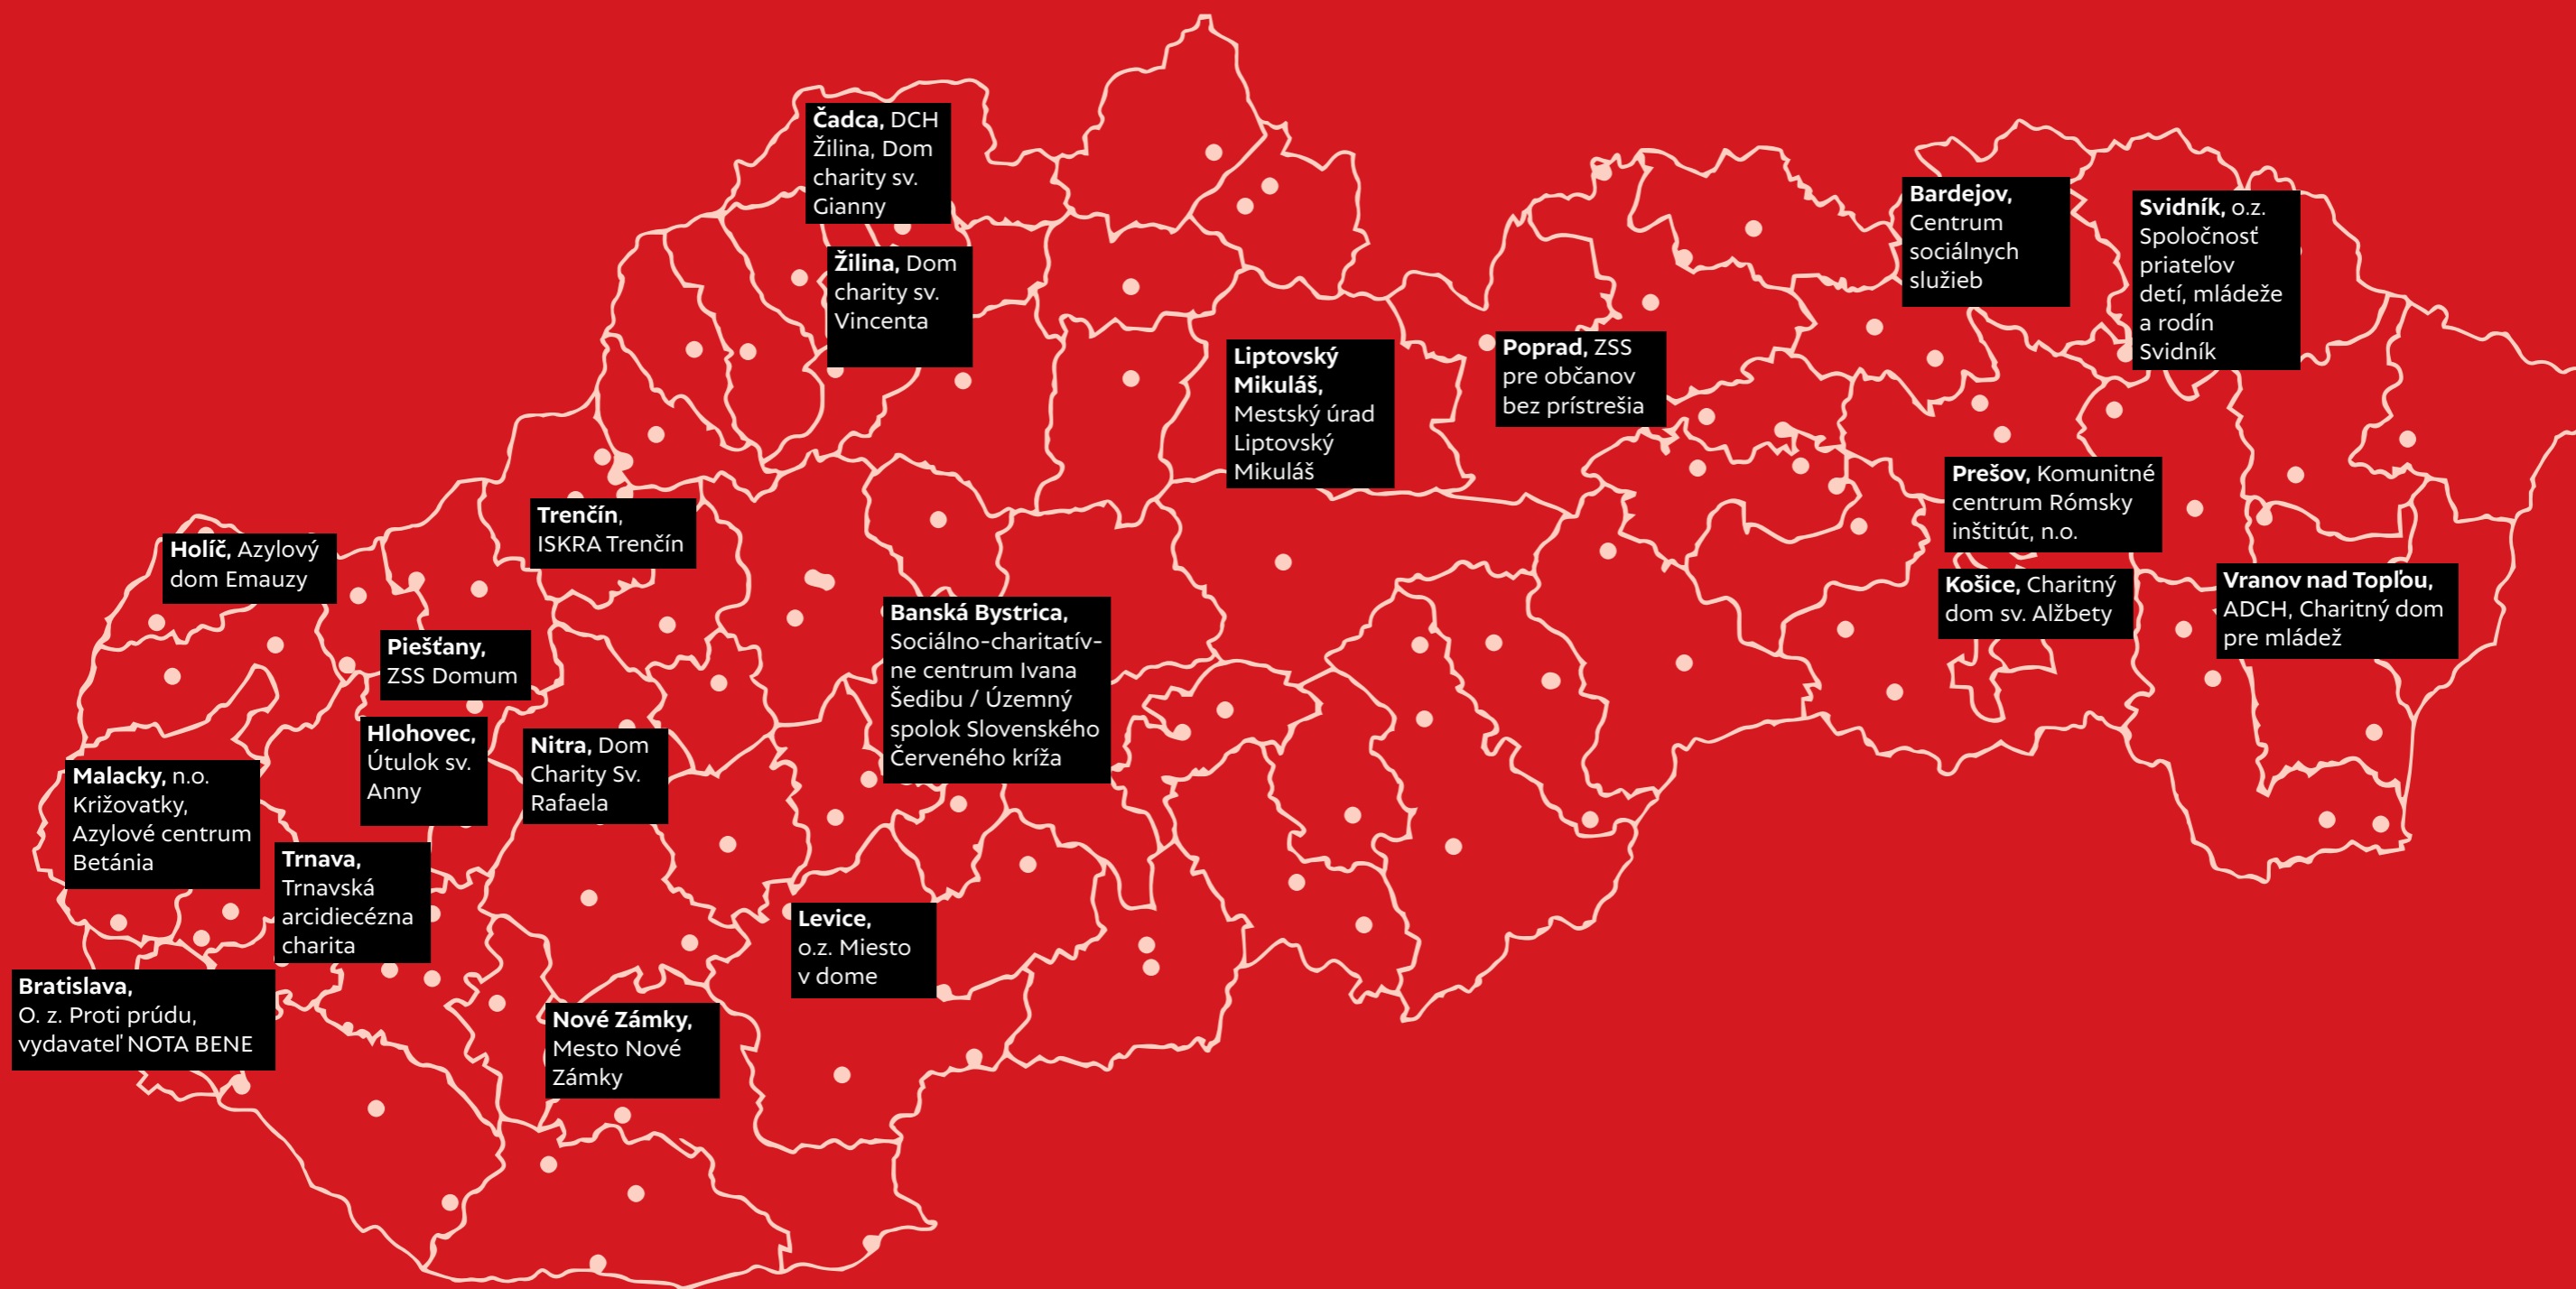 Čadca, DCH
Žilina, Dom
charity sv.
Gianny
Žilina, Dom
charity sv.
Vincenta
Bardejov,
Centrum
sociálnych
služieb
Svidník, o.z.
Spoločnosť
priateľov
detí, mládeže
a rodín
Svidník
Liptovský
Mikuláš,
Mestský úrad
Liptovský
Mikuláš
Poprad, ZSS
pre občanov
bez prístrešia
Prešov, Komunitné
centrum Rómsky
inštitút, n.o.
Trenčín,
ISKRA Trenčín
Holíč, Azylový
dom Emauzy
Košice, Charitný
dom sv. Alžbety
Vranov nad Topľou,
ADCH, Charitný dom
pre mládež
Banská Bystrica,
Sociálno-charitatív-
ne centrum Ivana
Šedibu / Územný
spolok Slovenského
Červeného kríža
Piešťany,
ZSS Domum
Hlohovec,
Útulok sv.
Anny
Nitra, Dom
Charity Sv.
Rafaela
Malacky, n.o.
Križovatky,
Azylové centrum
Betánia
Trnava,
Trnavská
arcidiecézna
charita
Levice,
o.z. Miesto
v dome
Bratislava,
O. z. Proti prúdu,
vydavateľ NOTA BENE
Nové Zámky,
Mesto Nové
Zámky